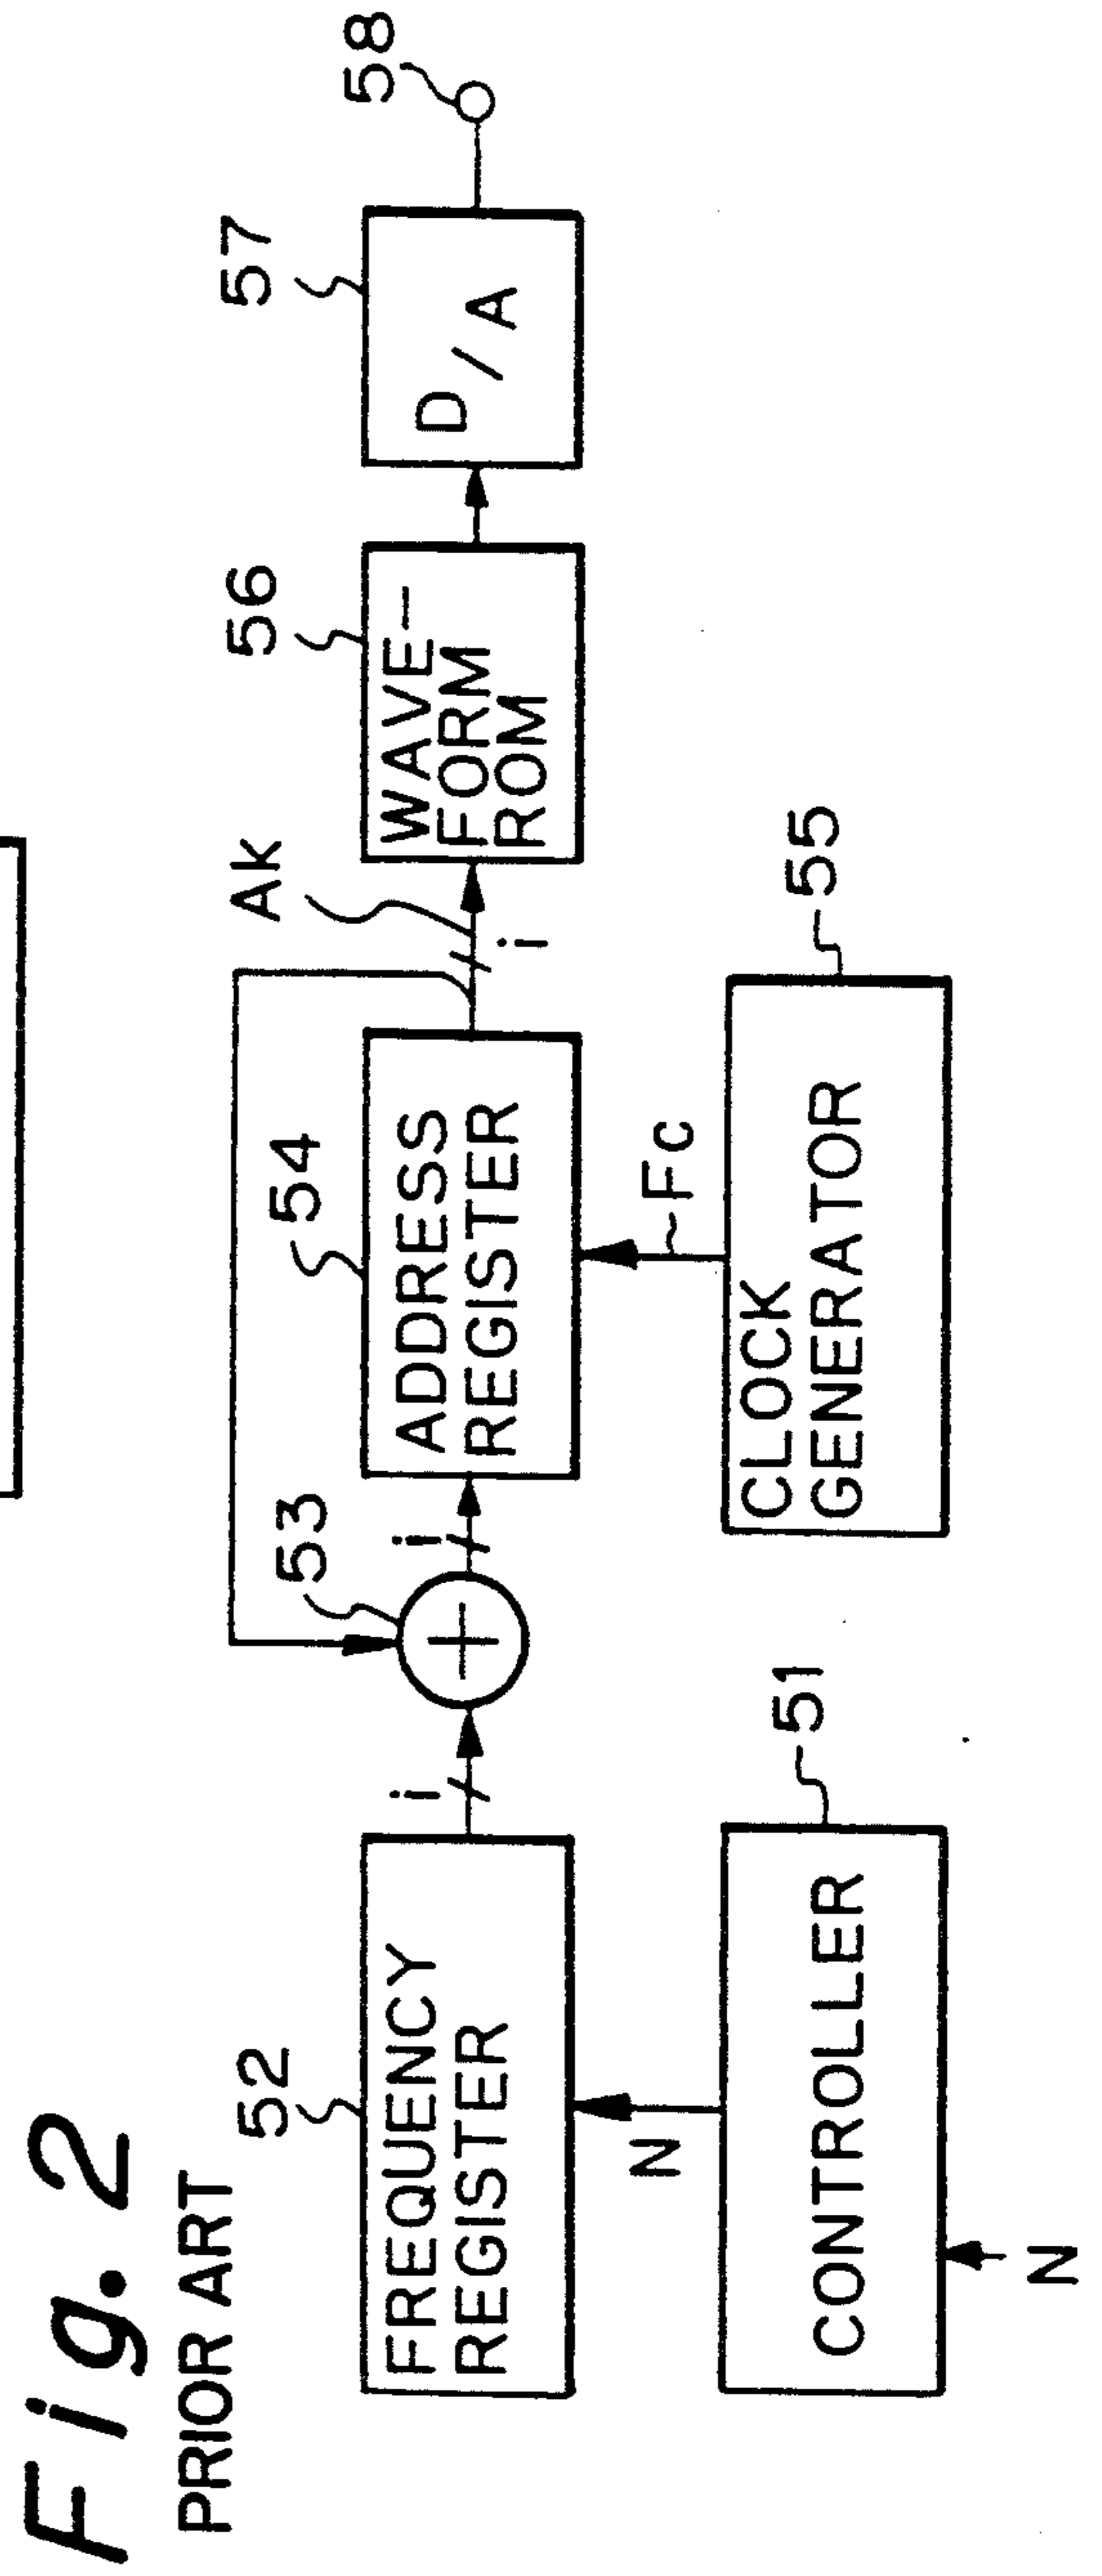 Fig. 2
PRIOR ART
52
FREQUENCY
REGISTER
i
53
i
54
ADDRESS
REGISTER
Ak
i
56
WAVE-
FORM
ROM
57
D/A
58
N
51
CONTROLLER
N
Fc
55
CLOCK
GENERATOR